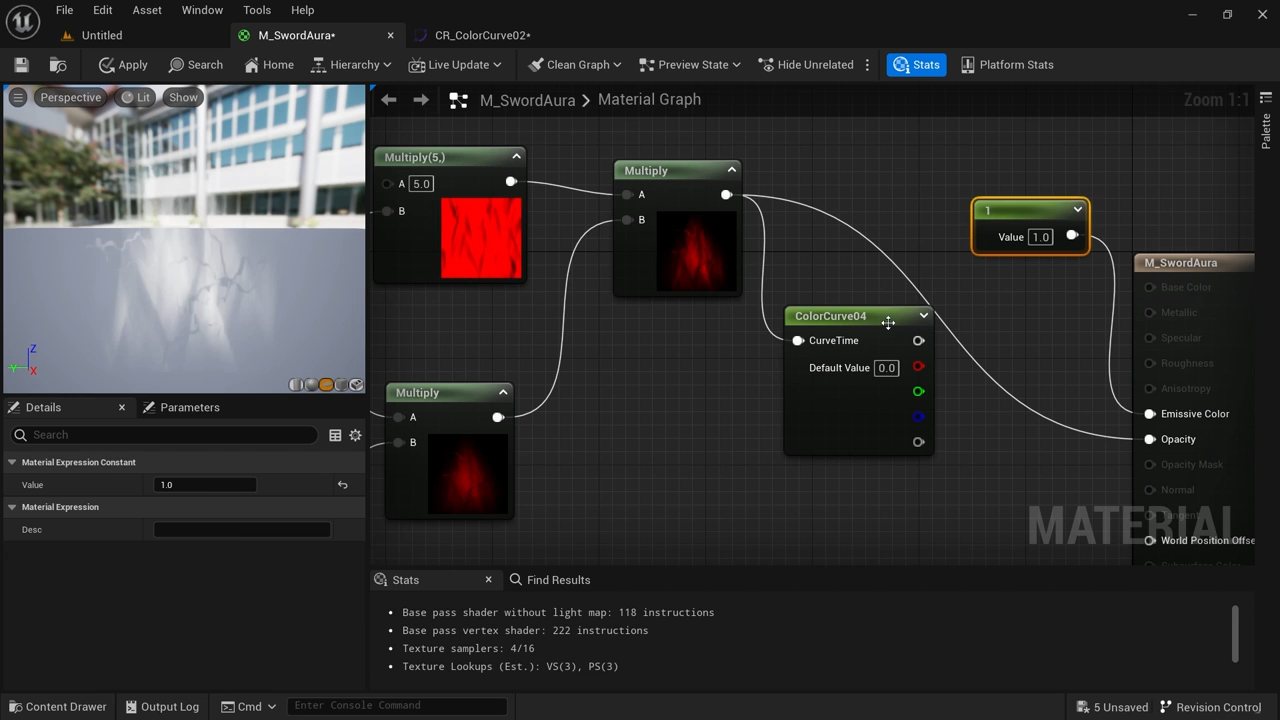 File Edit Asset Window Tools Help
Untitled M_SwordAura* CR_ColorCurve02*
Apply Search Home Hierarchy Live Update Clean Graph Preview State Hide Unrelated Stats Platform Stats
Perspective Lit Show
M_SwordAura Material Graph Zoom 1:1
Palette
Multiply(5,)
A 5.0
B
Multiply
A
B
1
Value 1.0
M_SwordAura
Base Color
Metallic
Specular
Roughness
Anisotropy
Emissive Color
Opacity
Opacity Mask
Normal
Tangent
World Position Offse
Subsurface Color
ColorCurve04
CurveTime
Default Value 0.0
Multiply
A
B
MATERIAL
Z
Y
X
Details Parameters
Search
Material Expression Constant
Value 1.0
Material Expression
Desc
Stats Find Results
• Base pass shader without light map: 118 instructions
• Base pass vertex shader: 222 instructions
• Texture samplers: 4/16
• Texture Lookups (Est.): VS(3), PS(3)
Content Drawer Output Log Cmd Enter Console Command 5 Unsaved Revision Control